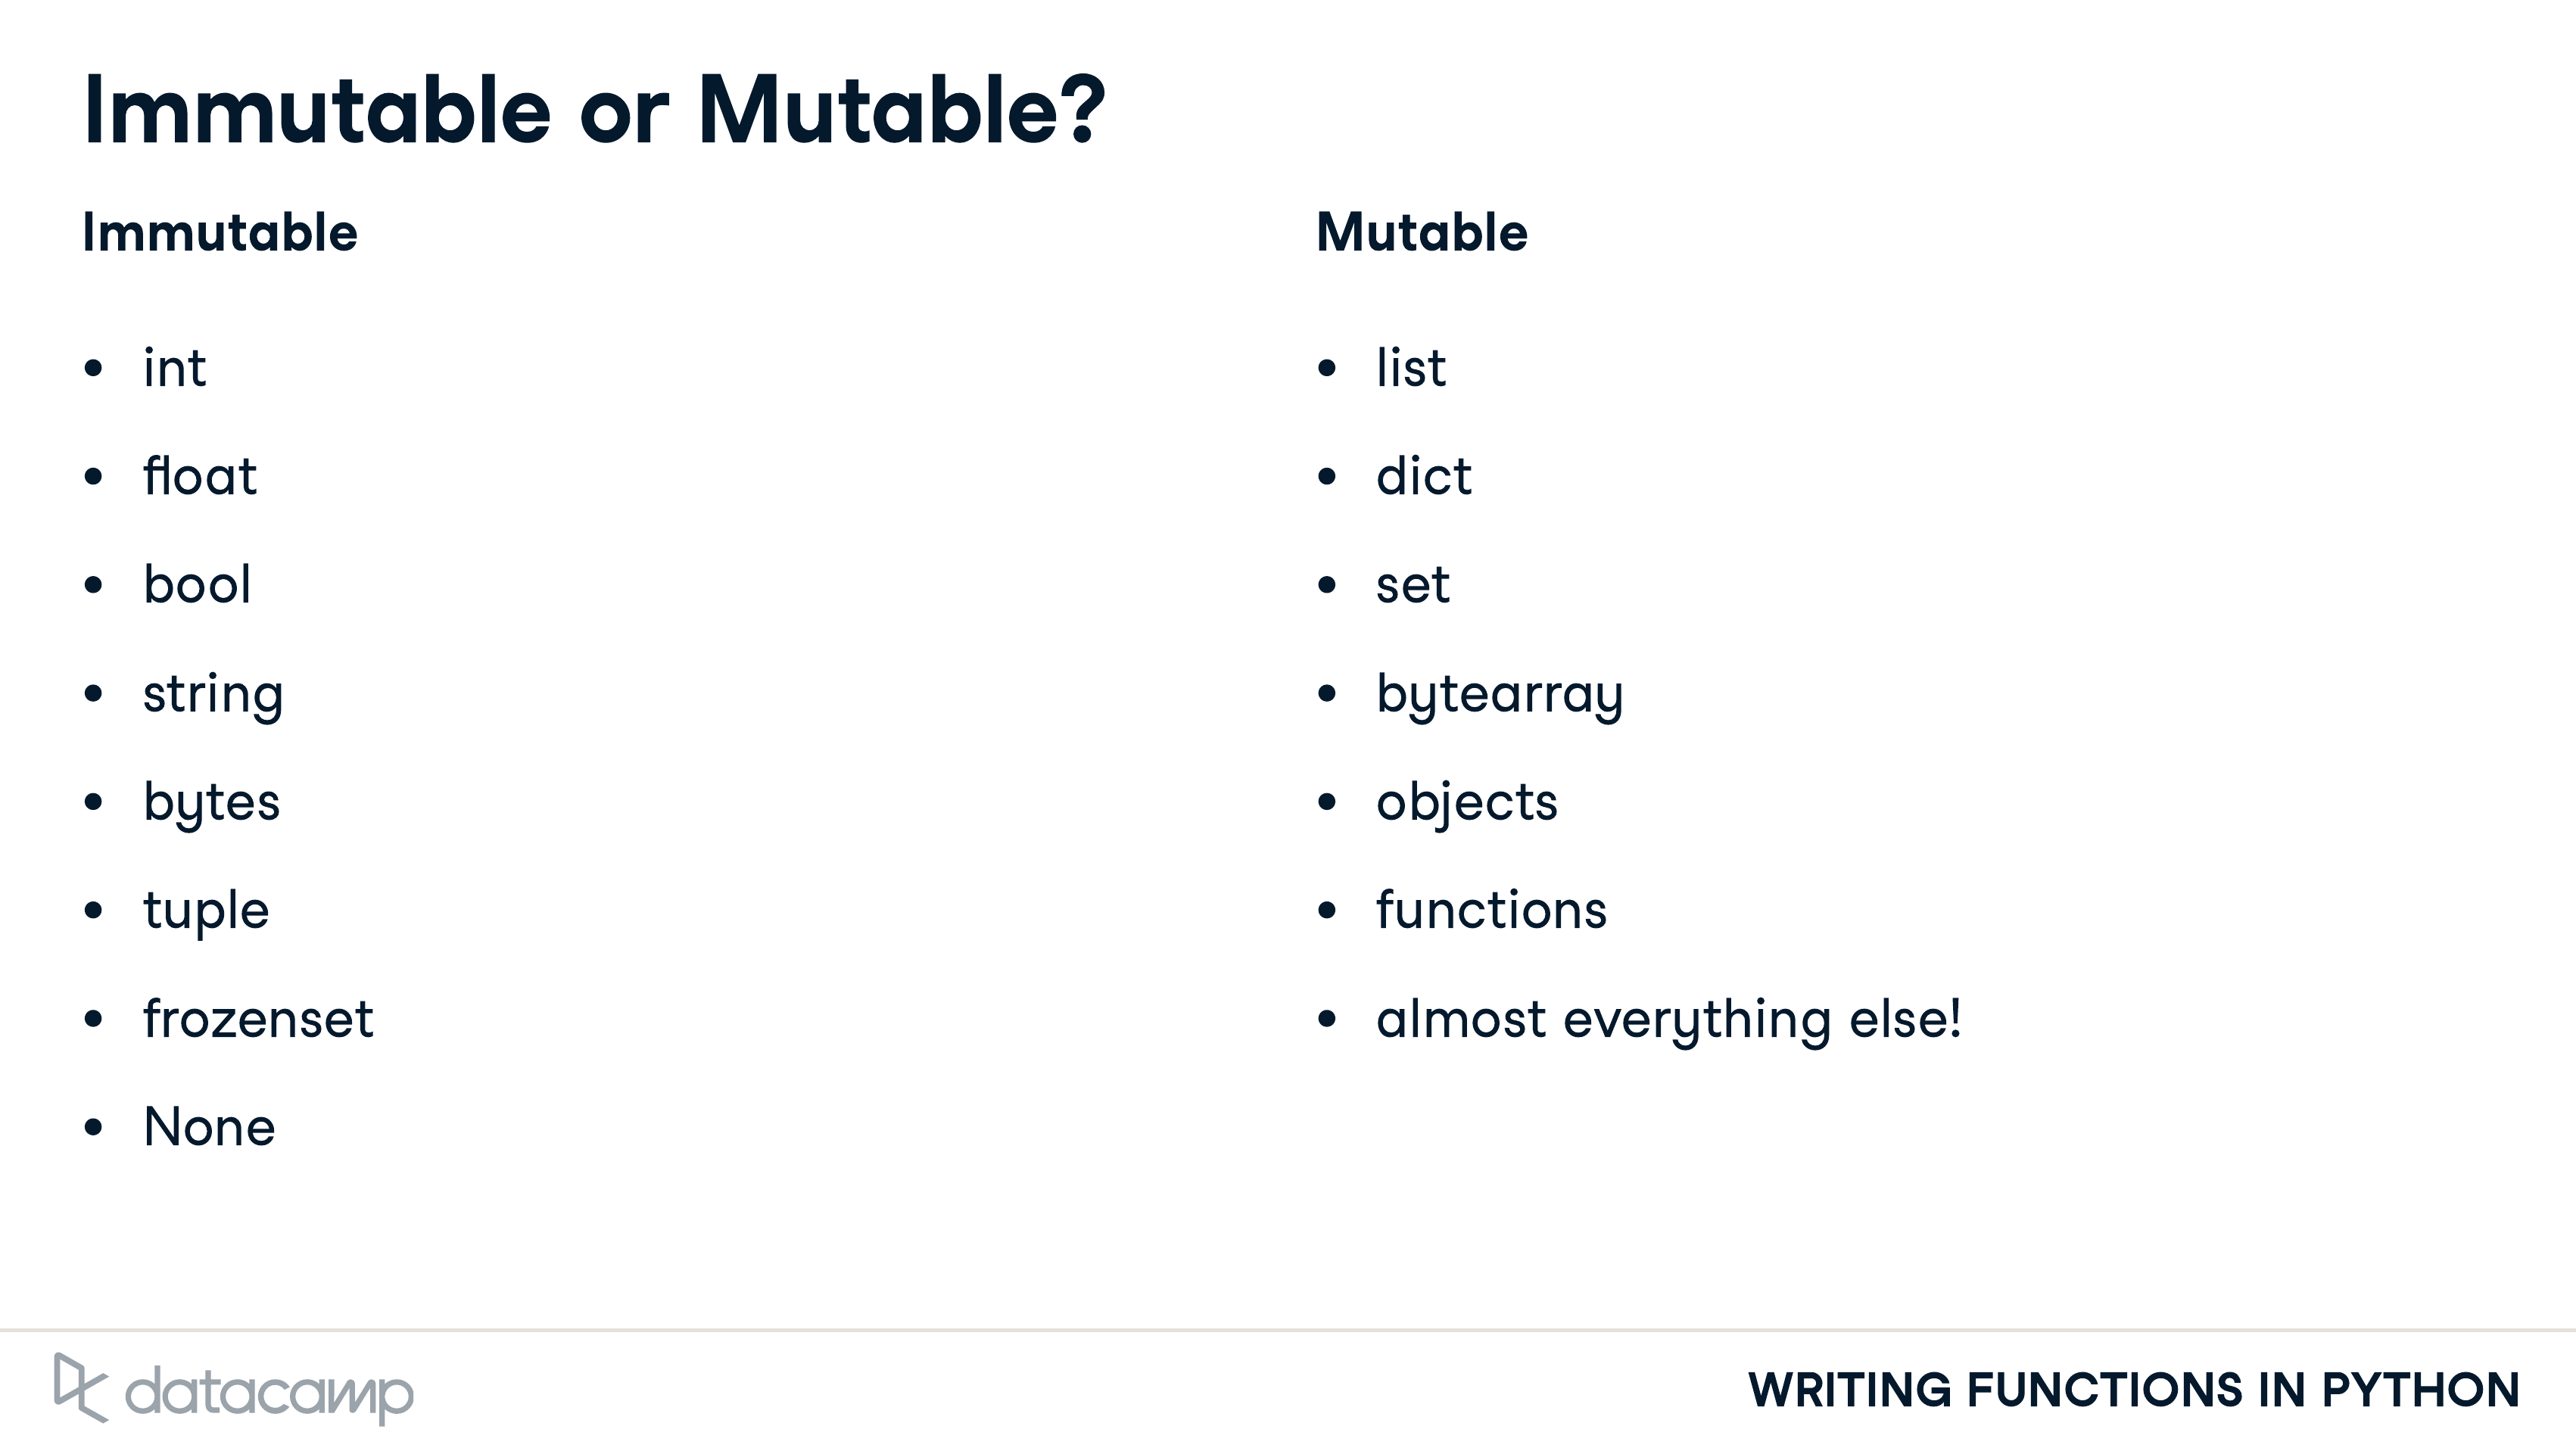 Immutable or Mutable?
Immutable
• int
• float
• bool
• string
• bytes
• tuple
• frozenset
• None
Mutable
• list
• dict
• set
• bytearray
• objects
• functions
• almost everything else!
datacamp
WRITING FUNCTIONS IN PYTHON